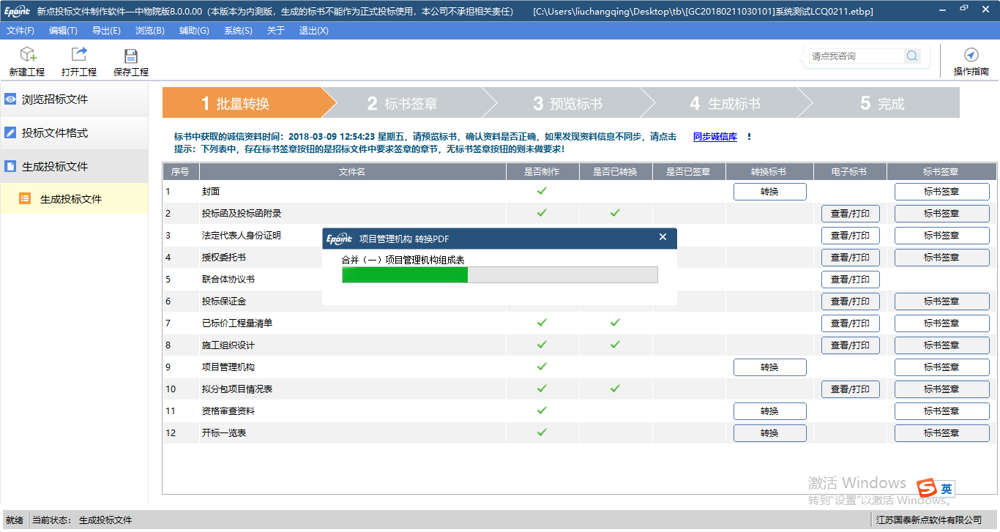 Epoint 新点投标文件制作软件—中物院版8.0.0.00（本版本为内测版，生成的标书不能作为正式投标使用，本公司不承担相关责任） [C:\Users\liuchangqing\Desktop\tb\[GC20180211030101]系统测试LCQ0211.etbp]
文件(F) 编辑(T) 导出(E) 浏览(B) 辅助(G) 系统(S) 关于 退出(X)
新建工程 打开工程 保存工程 请点我咨询 操作指南
浏览招标文件
投标文件格式
生成投标文件
生成投标文件
1 批量转换 2 标书签章 3 预览标书 4 生成标书 5 完成
标书中获取的诚信资料时间：2018-03-09 12:54:23 星期五，请预览标书，确认资料是否正确，如果发现资料信息不同步，请点击 同步诚信库 ！
提示：下列表中，存在标书签章按钮的是招标文件中要求签章的章节，无标书签章按钮的则未做要求！
序号 文件名 是否制作 是否已转换 是否已签章 转换标书 电子标书 标书签章
1 封面 转换 标书签章
2 投标函及投标函附录 查看/打印 标书签章
3 法定代表人身份证明 查看/打印 标书签章
4 授权委托书 查看/打印 标书签章
5 联合体协议书 查看/打印
6 投标保证金 查看/打印 标书签章
7 已标价工程量清单 查看/打印 标书签章
8 施工组织设计 查看/打印 标书签章
9 项目管理机构 转换 标书签章
10 拟分包项目情况表 查看/打印 标书签章
11 资格审查资料 转换 标书签章
12 开标一览表 转换 标书签章
Epoint 项目管理机构 转换PDF
合并（一）项目管理机构组成表
激活 Windows
转到"设置"以激活 Windows。
S 英
就绪 当前状态： 生成投标文件 江苏国泰新点软件有限公司